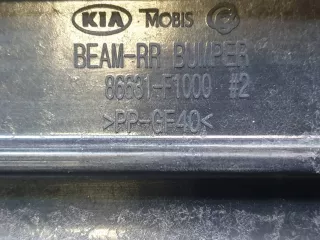 KIA MOBIS
BEAM-RR BUMPER
86631-F1000 #2
>PP-GF40<